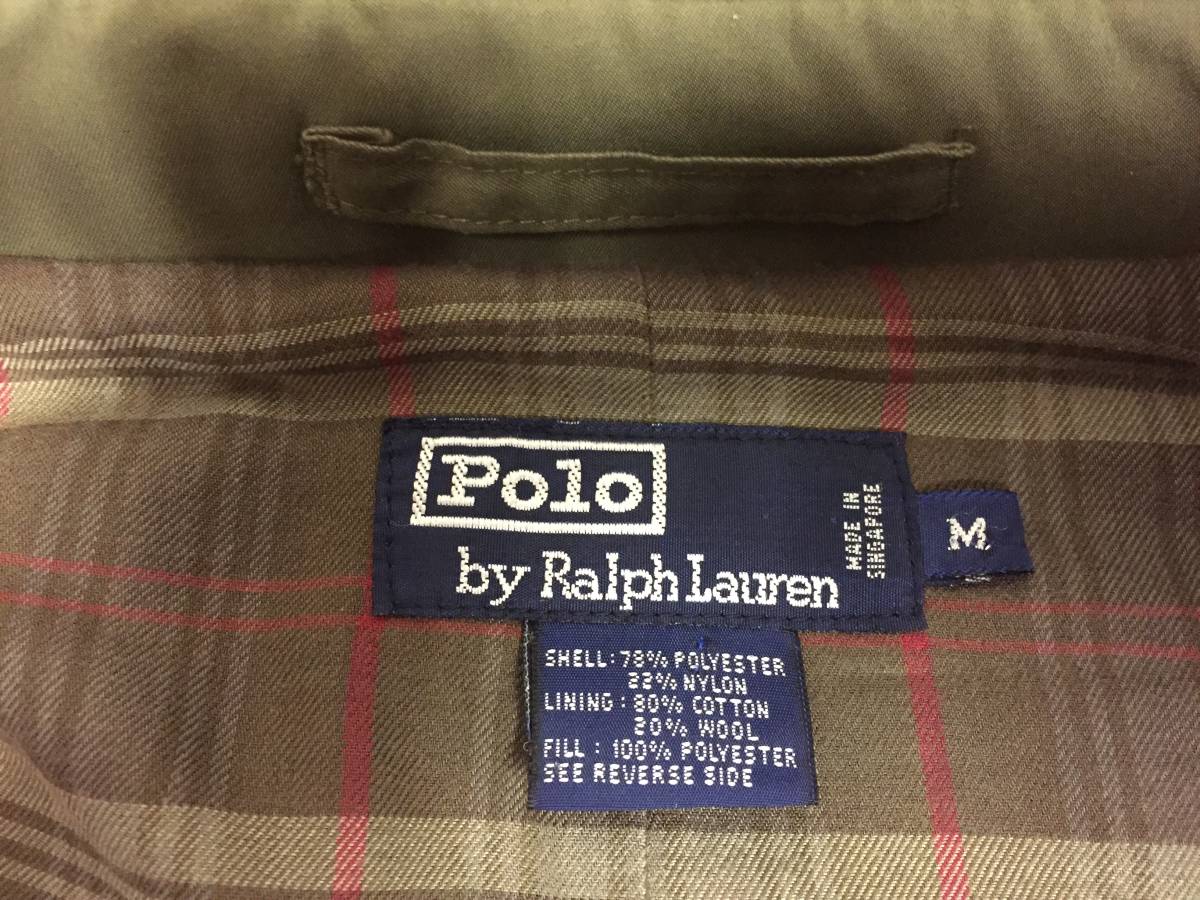 Polo
by Ralph Lauren
MADE IN
SINGAPORE
M
SHELL: 78% POLYESTER
22% NYLON
LINING: 80% COTTON
20% WOOL
FILL: 100% POLYESTER
SEE REVERSE SIDE